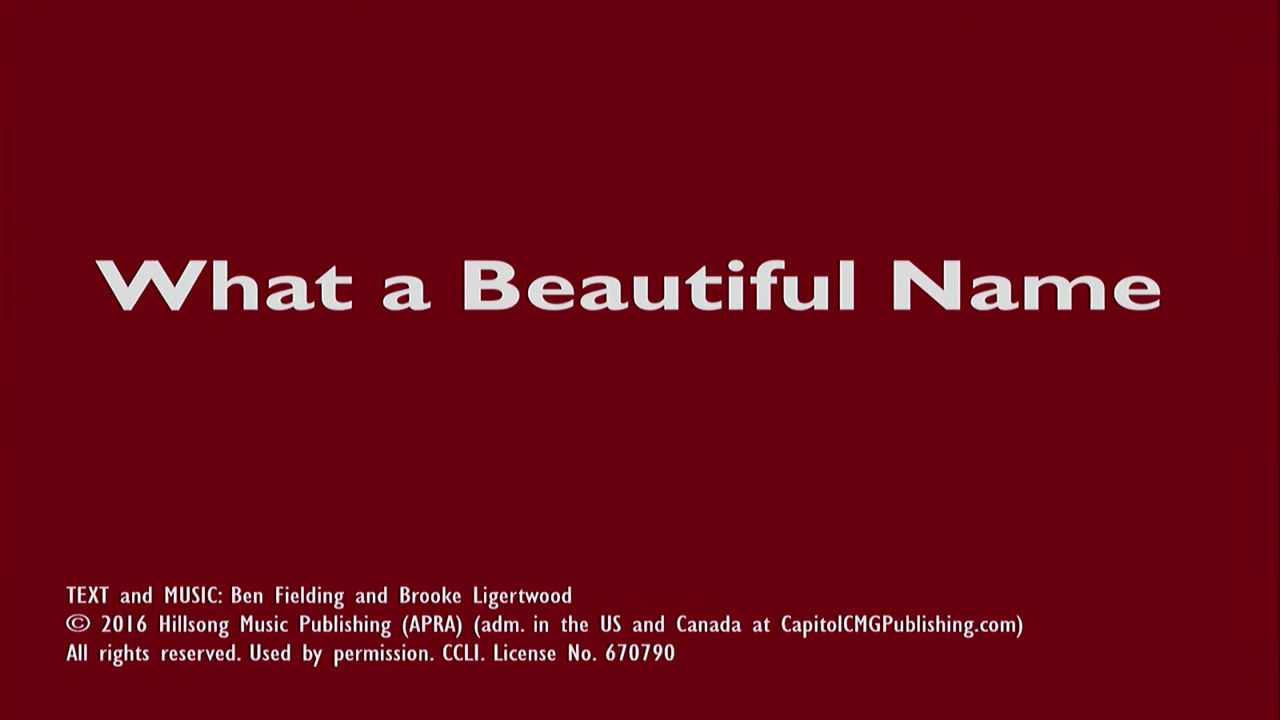 What a Beautiful Name
TEXT and MUSIC: Ben Fielding and Brooke Ligertwood
© 2016 Hillsong Music Publishing (APRA) (adm. in the US and Canada at CapitolCMGPublishing.com)
All rights reserved. Used by permission. CCLI. License No. 670790